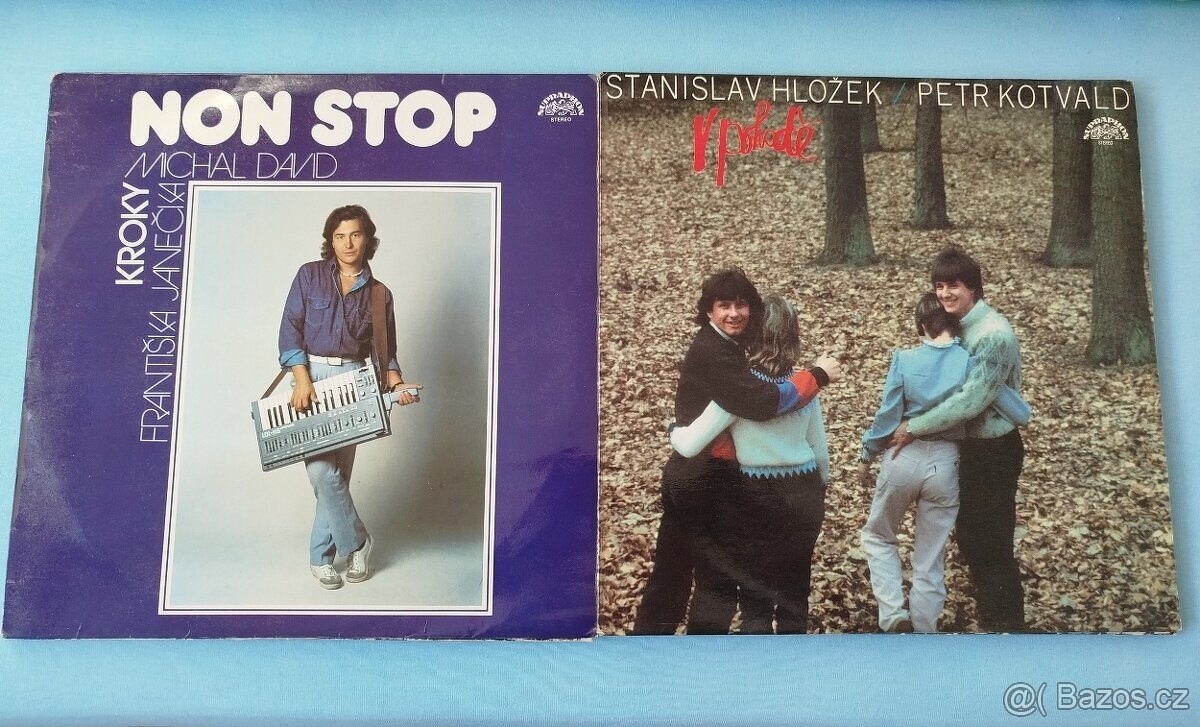 NON STOP
MICHAL DAVID
KROKY
FRANTIŠKA JANEČKA
SUPRAPHON
STEREO
STANISLAV HLOŽEK / PETR KOTVALD
V pohodě
SUPRAPHON
STEREO
@( Bazos.cz